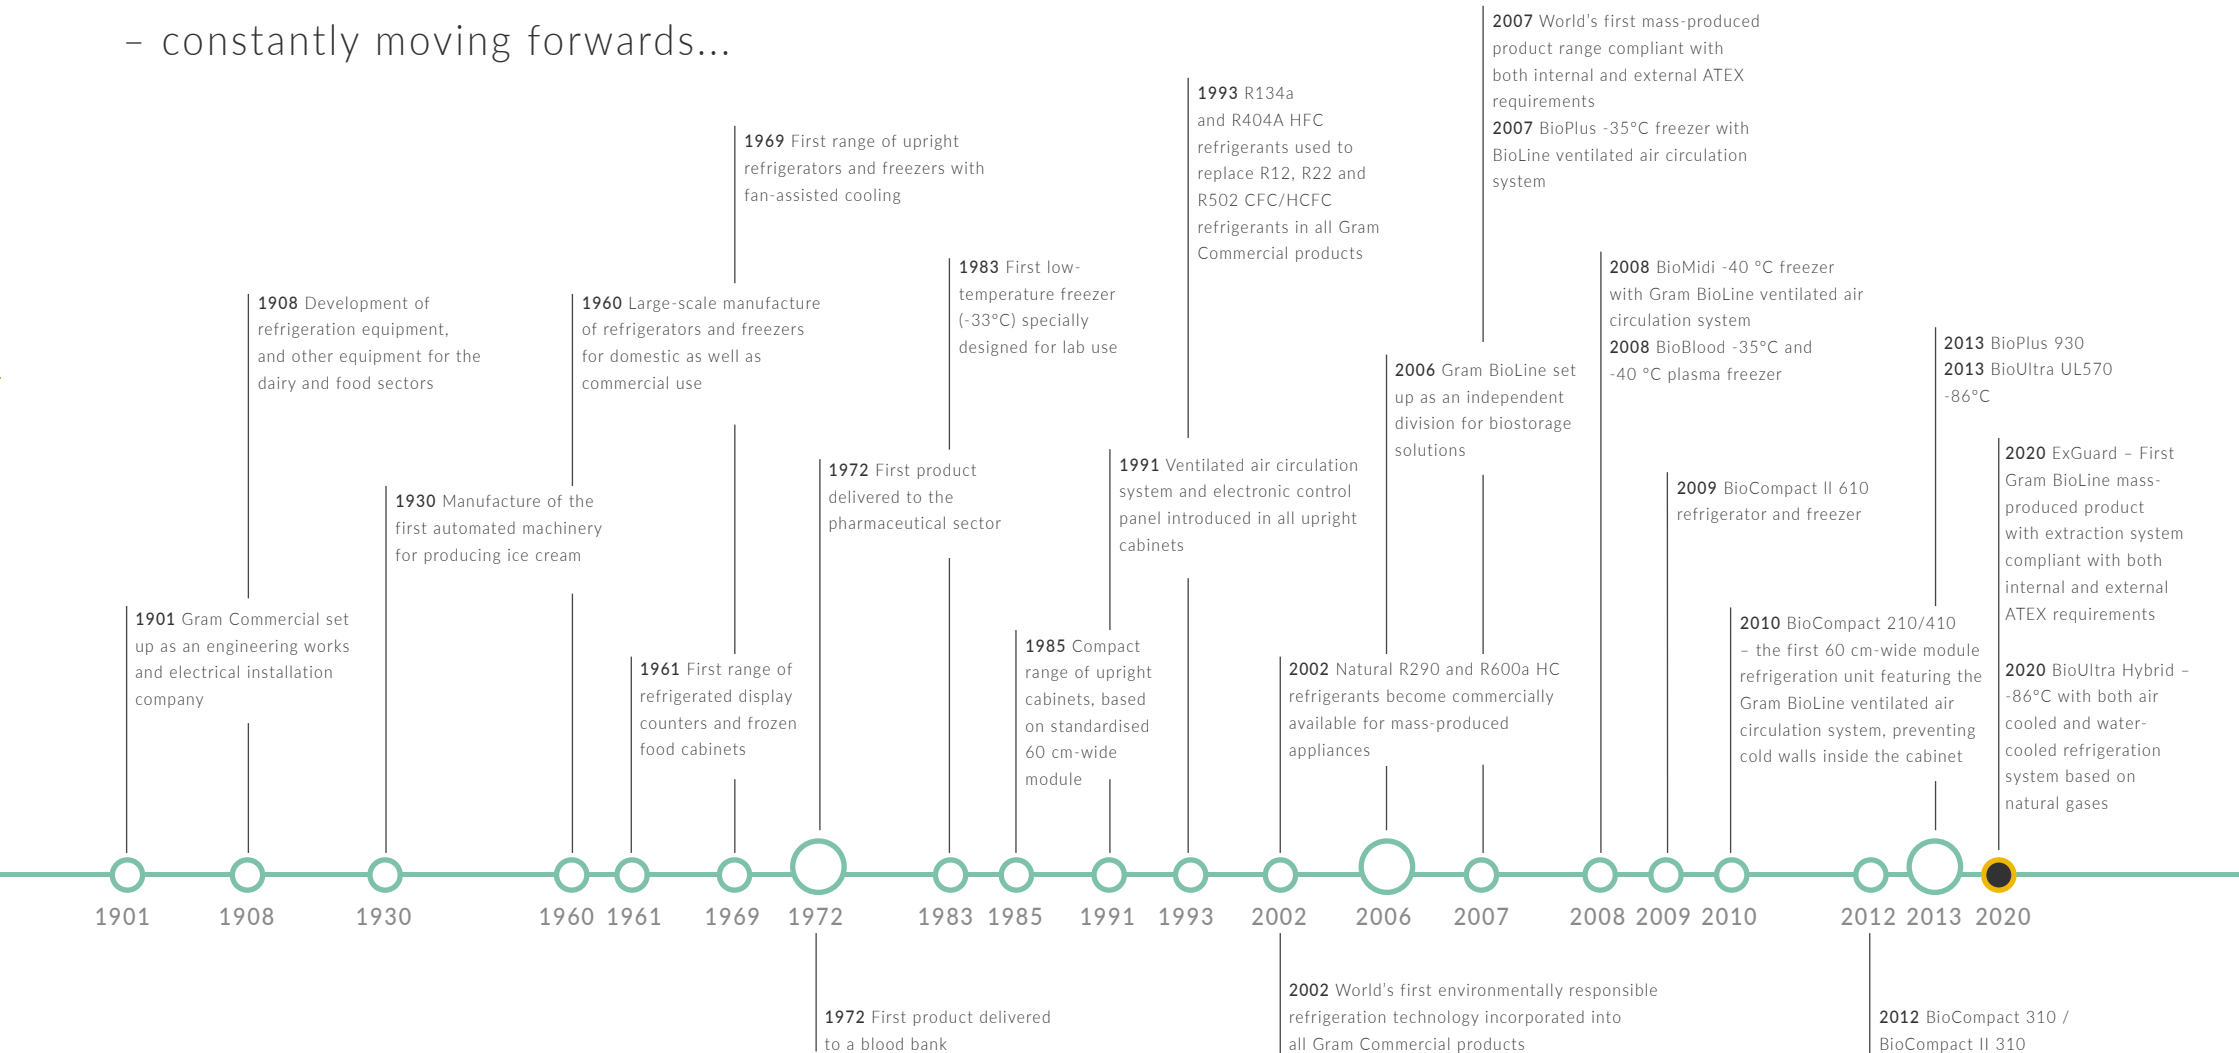 – constantly moving forwards...
1901 Gram Commercial set
up as an engineering works
and electrical installation
company
1908 Development of
refrigeration equipment,
and other equipment for the
dairy and food sectors
1930 Manufacture of the
first automated machinery
for producing ice cream
1960 Large-scale manufacture
of refrigerators and freezers
for domestic as well as
commercial use
1961 First range of
refrigerated display
counters and frozen
food cabinets
1969 First range of upright
refrigerators and freezers with
fan-assisted cooling
1972 First product
delivered to the
pharmaceutical sector
1983 First low-
temperature freezer
(-33°C) specially
designed for lab use
1985 Compact
range of upright
cabinets, based
on standardised
60 cm-wide
module
1991 Ventilated air circulation
system and electronic control
panel introduced in all upright
cabinets
1993 R134a
and R404A HFC
refrigerants used to
replace R12, R22 and
R502 CFC/HCFC
refrigerants in all Gram
Commercial products
2002 Natural R290 and R600a HC
refrigerants become commercially
available for mass-produced
appliances
2006 Gram BioLine set
up as an independent
division for biostorage
solutions
2007 World's first mass-produced
product range compliant with
both internal and external ATEX
requirements
2007 BioPlus -35°C freezer with
BioLine ventilated air circulation
system
2008 BioMidi -40 °C freezer
with Gram BioLine ventilated air
circulation system
2008 BioBlood -35°C and
-40 °C plasma freezer
2009 BioCompact II 610
refrigerator and freezer
2010 BioCompact 210/410
– the first 60 cm-wide module
refrigeration unit featuring the
Gram BioLine ventilated air
circulation system, preventing
cold walls inside the cabinet
2013 BioPlus 930
2013 BioUltra UL570
-86°C
2020 ExGuard – First
Gram BioLine mass-
produced product
with extraction system
compliant with both
internal and external
ATEX requirements
2020 BioUltra Hybrid –
-86°C with both air
cooled and water-
cooled refrigeration
system based on
natural gases
1901 1908 1930 1960 1961 1969 1972 1983 1985 1991 1993 2002 2006 2007 2008 2009 2010 2012 2013 2020
1972 First product delivered
to a blood bank
2002 World's first environmentally responsible
refrigeration technology incorporated into
all Gram Commercial products
2012 BioCompact 310 /
BioCompact II 310